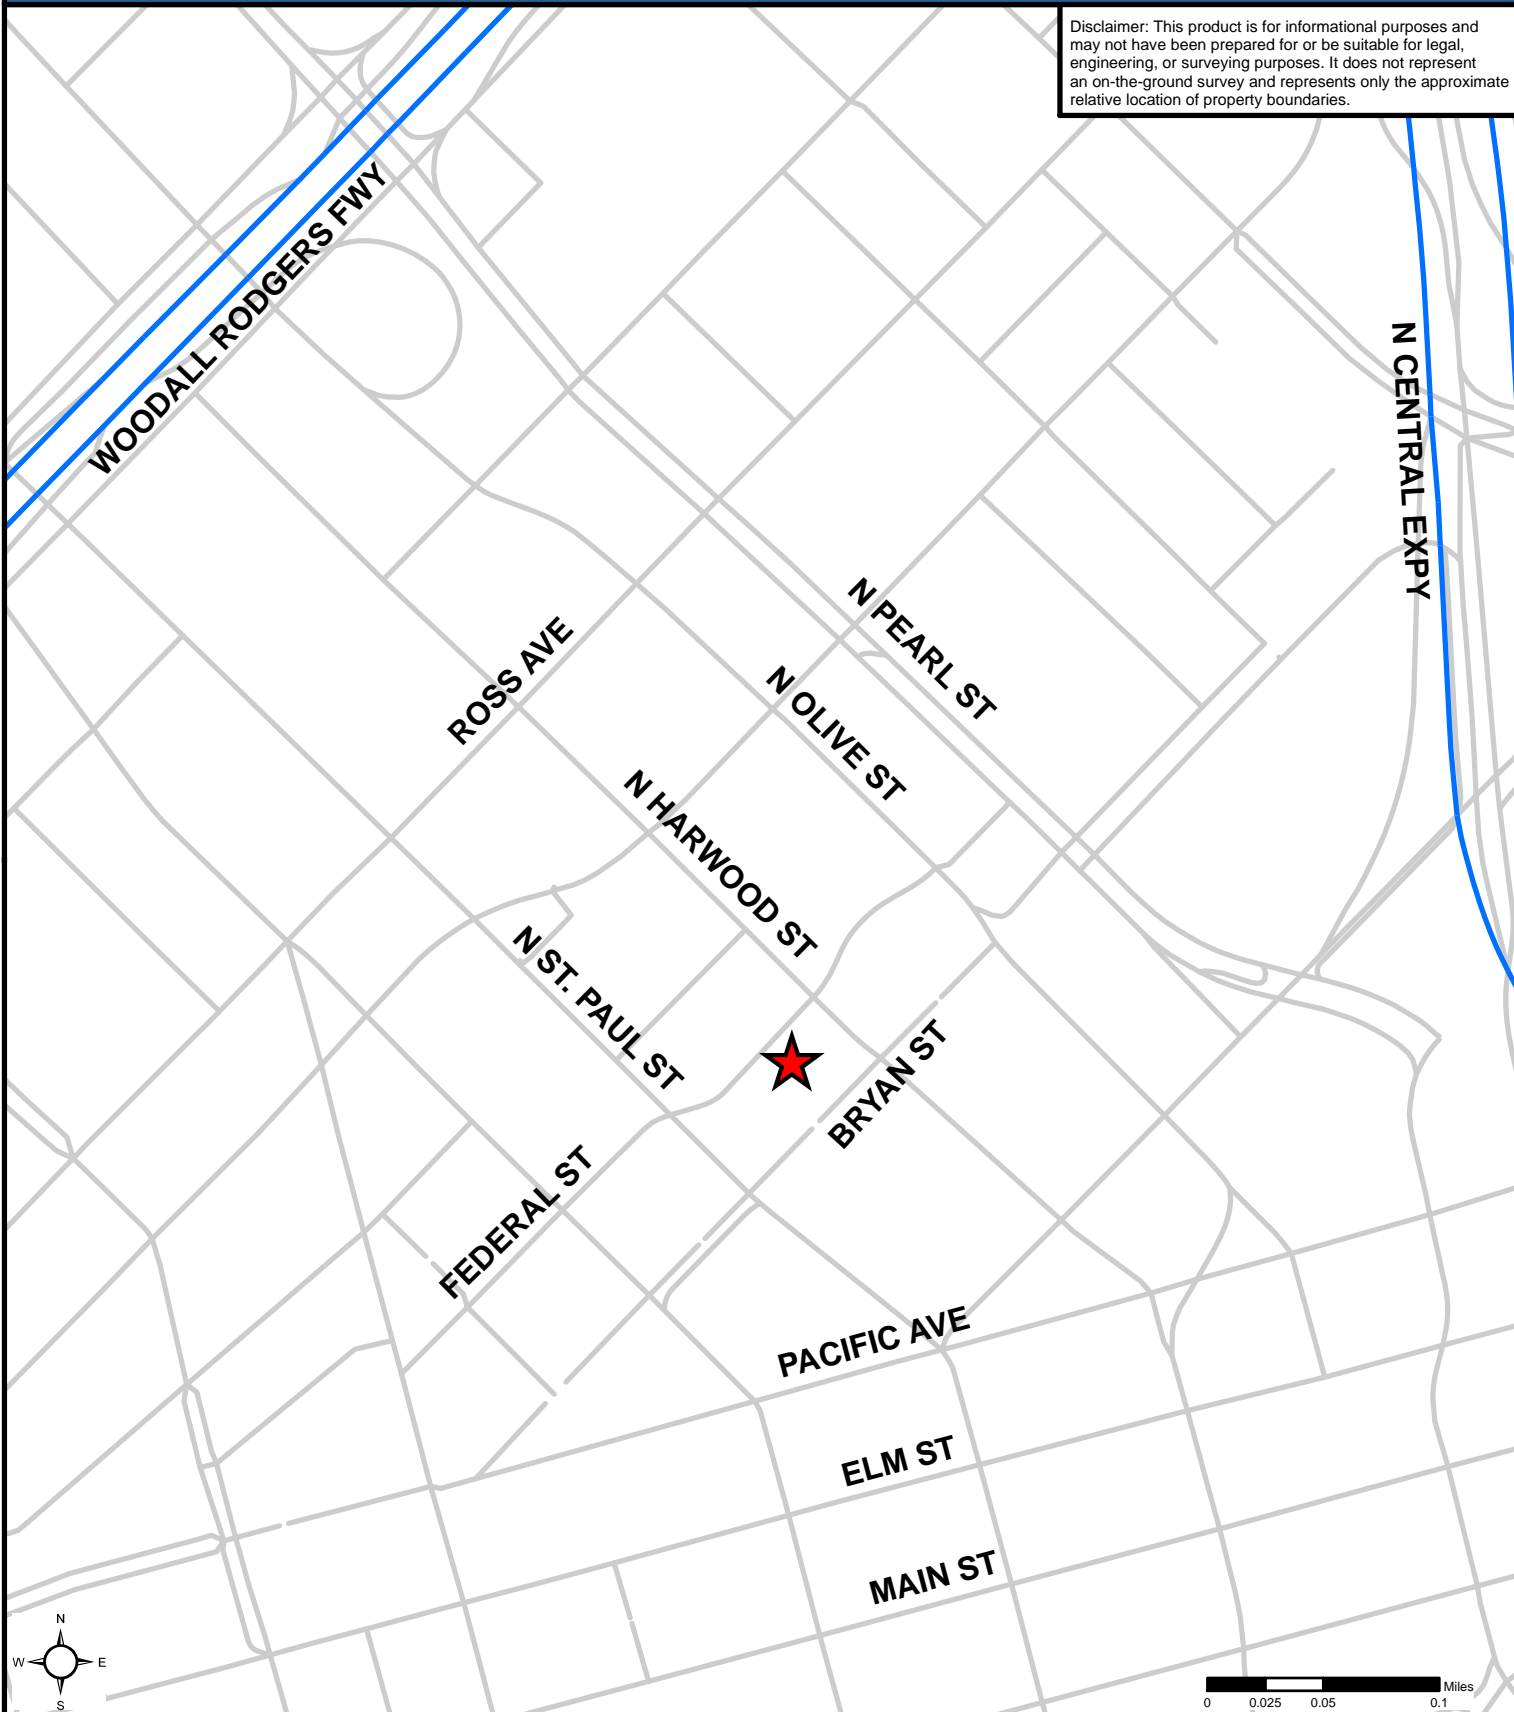 Disclaimer: This product is for informational purposes and
may not have been prepared for or be suitable for legal,
engineering, or surveying purposes. It does not represent
an on-the-ground survey and represents only the approximate
relative location of property boundaries.
WOODALL RODGERS FWY
N CENTRAL EXPY
N PEARL ST
ROSS AVE
N OLIVE ST
N HARWOOD ST
N ST. PAUL ST
BRYAN ST
FEDERAL ST
PACIFIC AVE
ELM ST
MAIN ST
N
W E
S
Miles
0 0.025 0.05 0.1